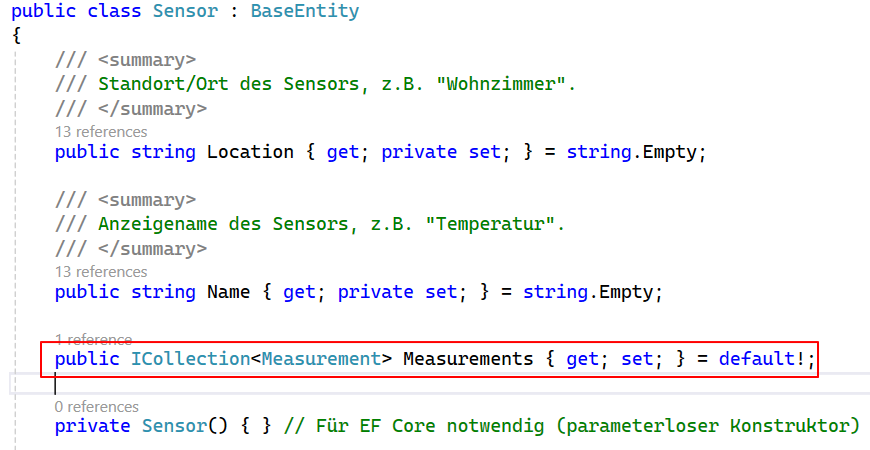 public class Sensor : BaseEntity
{
/// <summary>
/// Standort/Ort des Sensors, z.B. "Wohnzimmer".
/// </summary>
13 references
public string Location { get; private set; } = string.Empty;
/// <summary>
/// Anzeigename des Sensors, z.B. "Temperatur".
/// </summary>
13 references
public string Name { get; private set; } = string.Empty;
1 reference
public ICollection<Measurement> Measurements { get; set; } = default!;
0 references
private Sensor() { } // Für EF Core notwendig (parameterloser Konstruktor)